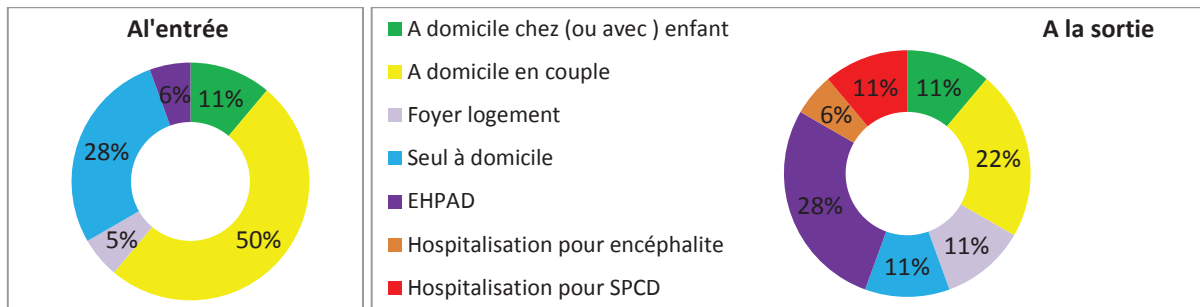 Al'entrée
6%
11%
28%
5%
50%
A domicile chez (ou avec ) enfant
A domicile en couple
Foyer logement
Seul à domicile
EHPAD
Hospitalisation pour encéphalite
Hospitalisation pour SPCD
A la sortie
11%
11%
6%
22%
28%
11%
11%